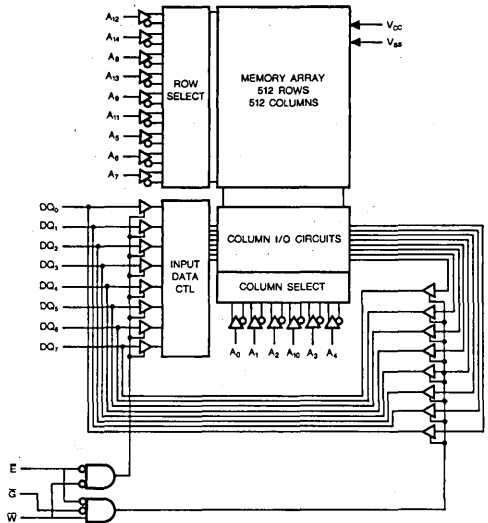 A₁₂
A₁₄
A₈
A₁₃
A₉
A₁₁
A₅
A₆
A₇
ROW
SELECT
MEMORY ARRAY
512 ROWS
512 COLUMNS
V_CC
V_SS
DQ₀
DQ₁
DQ₂
DQ₃
DQ₄
DQ₅
DQ₆
DQ₇
INPUT
DATA
CTL
COLUMN I/O CIRCUITS
COLUMN SELECT
A₀ A₁ A₂ A₁₀ A₃ A₄
E̅
G̅
W̅